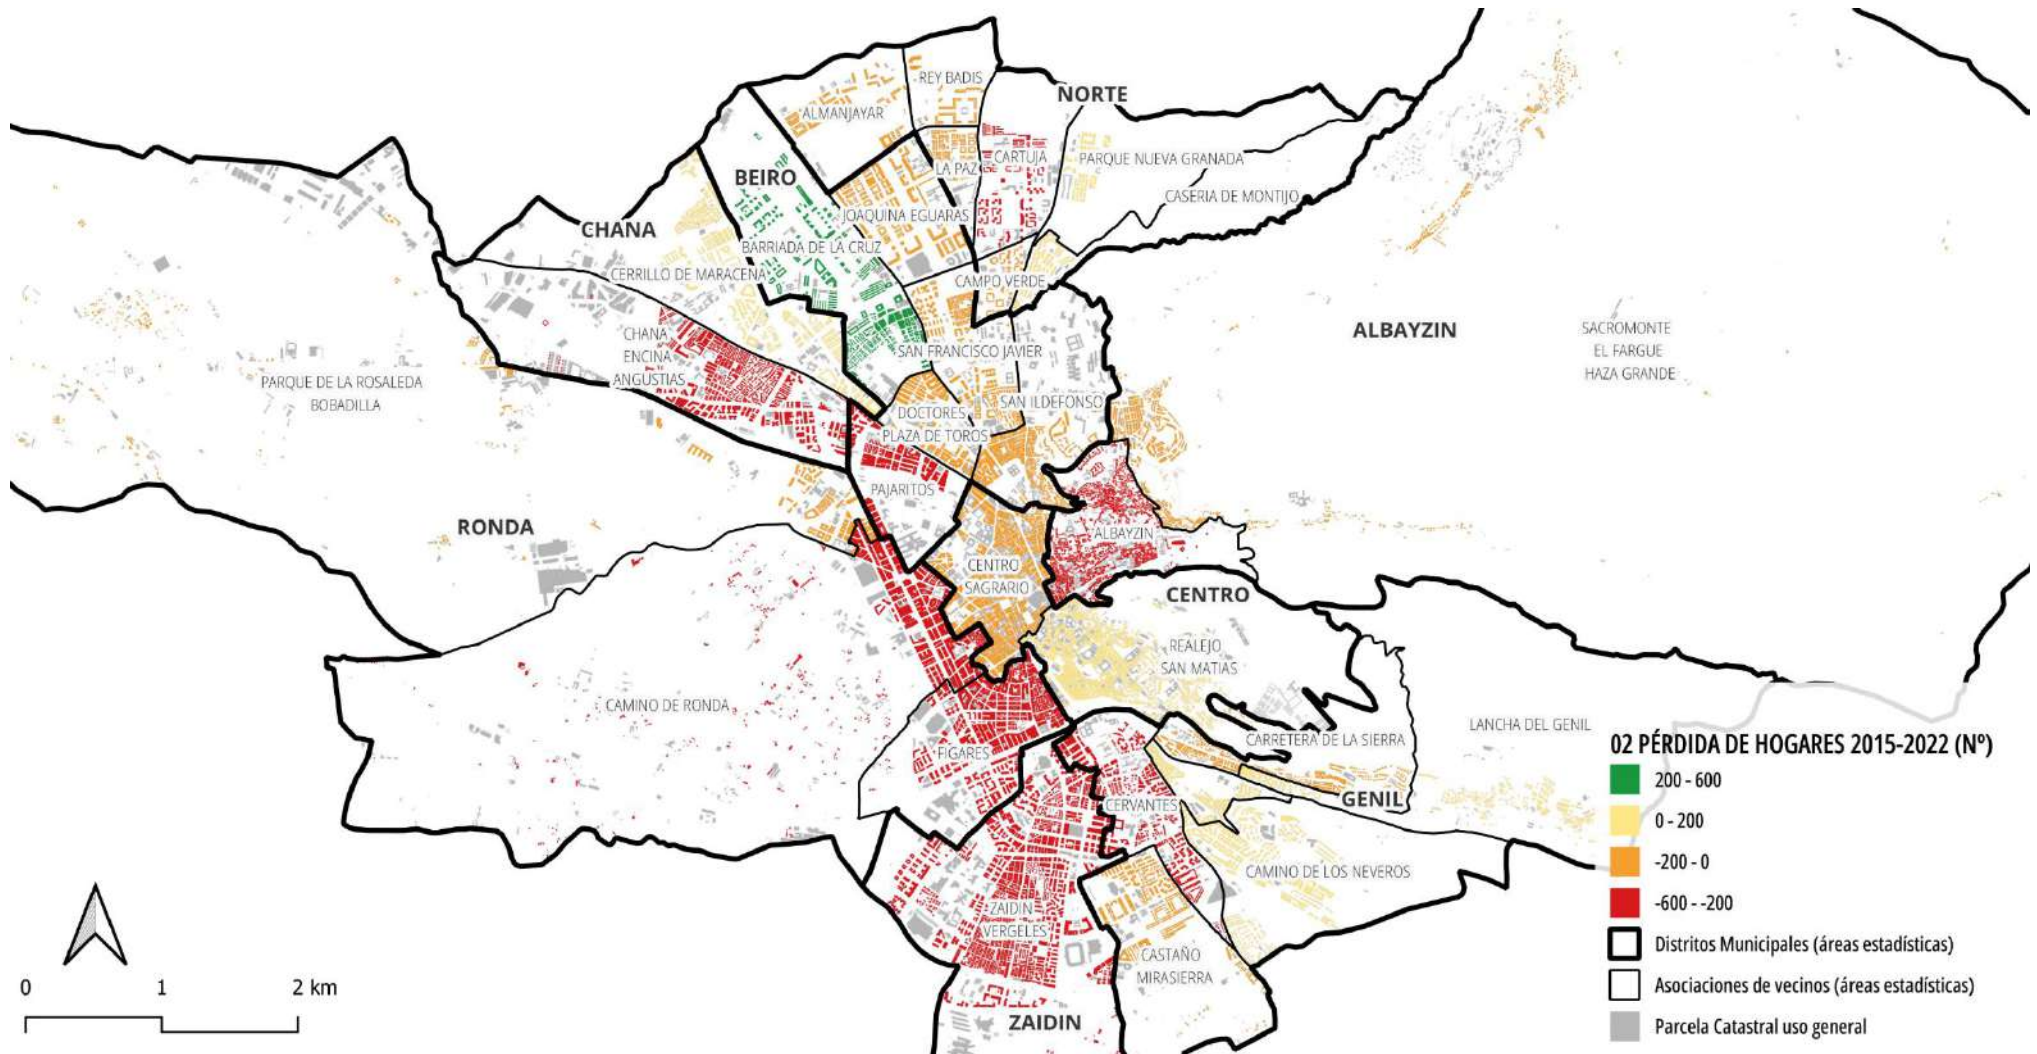 REY BADIS
NORTE
ALMANJAYAR
CARTUJA
PARQUE NUEVA GRANADA
LA PAZ
BEIRO
CASERIA DE MONTIJO
JOAQUINA EGUARAS
CHANA
BARRIADA DE LA CRUZ
CERRILLO DE MARACENA
CAMPO VERDE
ALBAYZIN
SACROMONTE
EL FARGUE
HAZA GRANDE
CHANA
ENCINA
ANGUSTIAS
SAN FRANCISCO JAVIER
PARQUE DE LA ROSALEDA
BOBADILLA
SAN ILDEFONSO
DOCTORES
PLAZA DE TOROS
PAJARITOS
RONDA
ALBAYZIN
CENTRO
SAGRARIO
CENTRO
REALEJO
SAN MATIAS
CAMINO DE RONDA
LANCHA DEL GENIL
CARRETERA DE LA SIERRA
FIGARES
GENIL
CERVANTES
CAMINO DE LOS NEVEROS
ZAIDIN
VERGELES
CASTAÑO
MIRASIERRA
ZAIDIN
0 1 2 km
02 PÉRDIDA DE HOGARES 2015-2022 (Nº)
200 - 600
0 - 200
-200 - 0
-600 - -200
Distritos Municipales (áreas estadísticas)
Asociaciones de vecinos (áreas estadísticas)
Parcela Catastral uso general